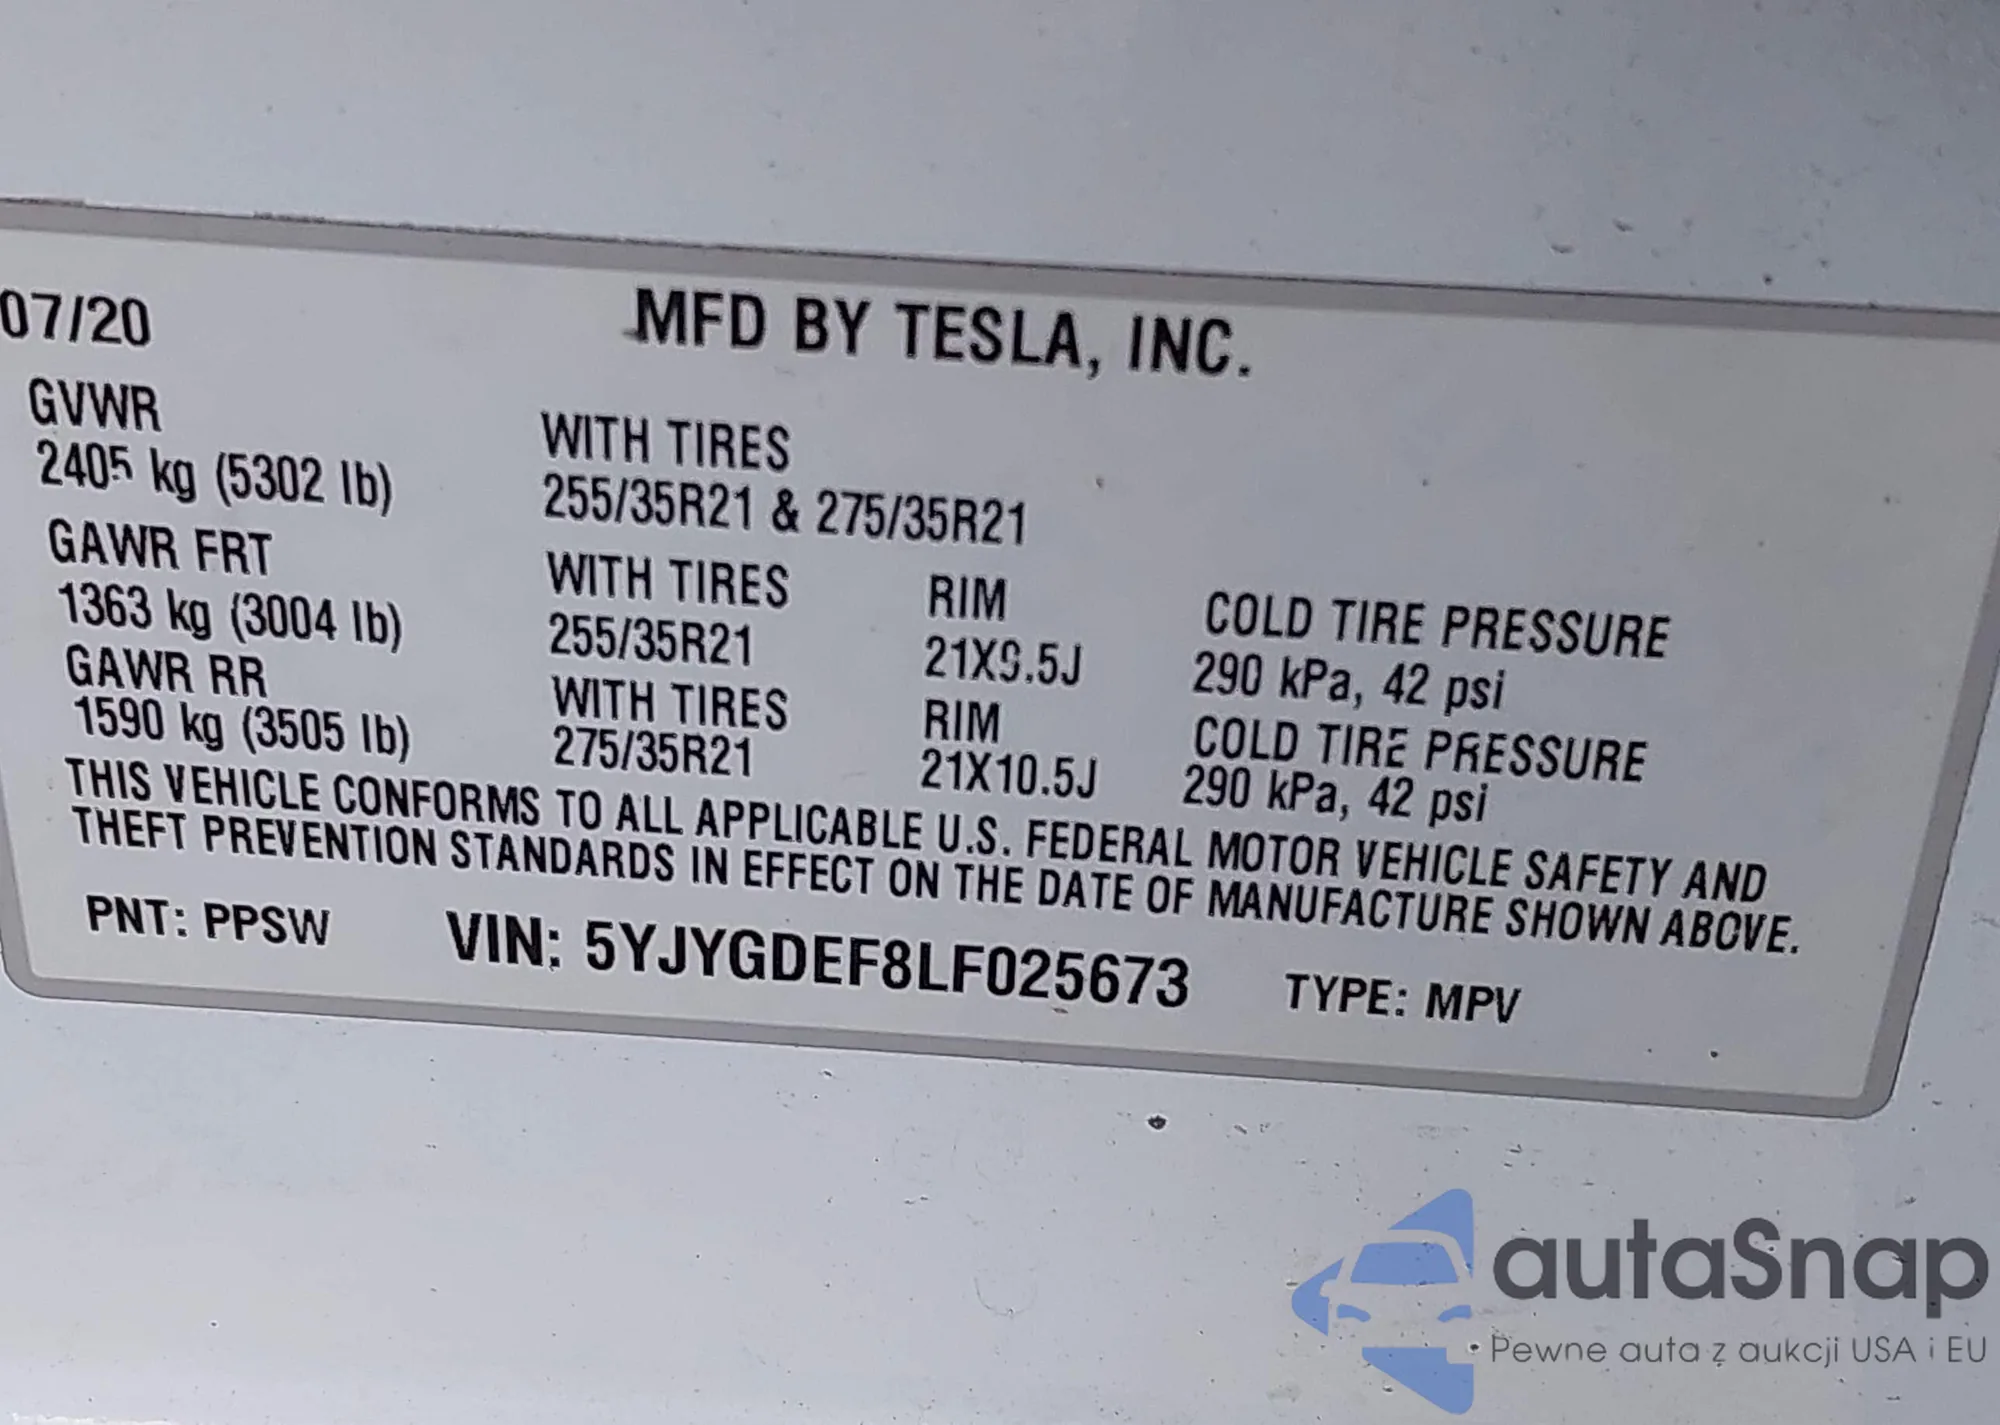 07/20 MFD BY TESLA, INC.
GVWR WITH TIRES
2405 kg (5302 lb) 255/35R21 & 275/35R21
GAWR FRT WITH TIRES RIM COLD TIRE PRESSURE
1363 kg (3004 lb) 255/35R21 21X9.5J 290 kPa, 42 psi
GAWR RR WITH TIRES RIM COLD TIRE PRESSURE
1590 kg (3505 lb) 275/35R21 21X10.5J 290 kPa, 42 psi
THIS VEHICLE CONFORMS TO ALL APPLICABLE U.S. FEDERAL MOTOR VEHICLE SAFETY AND
THEFT PREVENTION STANDARDS IN EFFECT ON THE DATE OF MANUFACTURE SHOWN ABOVE.
PNT: PPSW VIN: 5YJYGDEF8LF025673 TYPE: MPV
autaSnap
Pewne auta z aukcji USA i EU